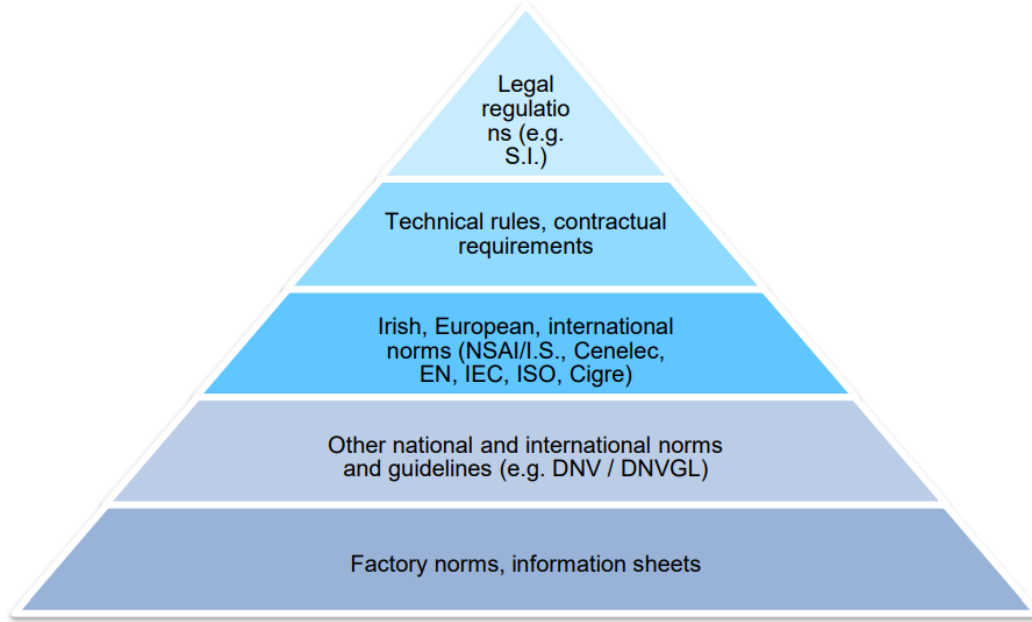 Legal
regulatio
ns (e.g.
S.I.)
Technical rules, contractual
requirements
Irish, European, international
norms (NSAI/I.S., Cenelec,
EN, IEC, ISO, Cigre)
Other national and international norms
and guidelines (e.g. DNV / DNVGL)
Factory norms, information sheets